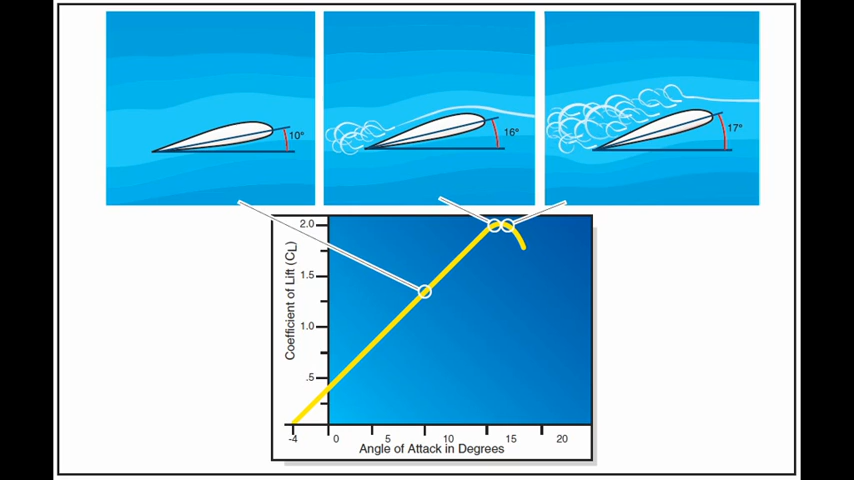 10°
16°
17°
2.0
1.5
1.0
.5
Coefficient of Lift (CL)
-4 0 5 10 15 20
Angle of Attack in Degrees